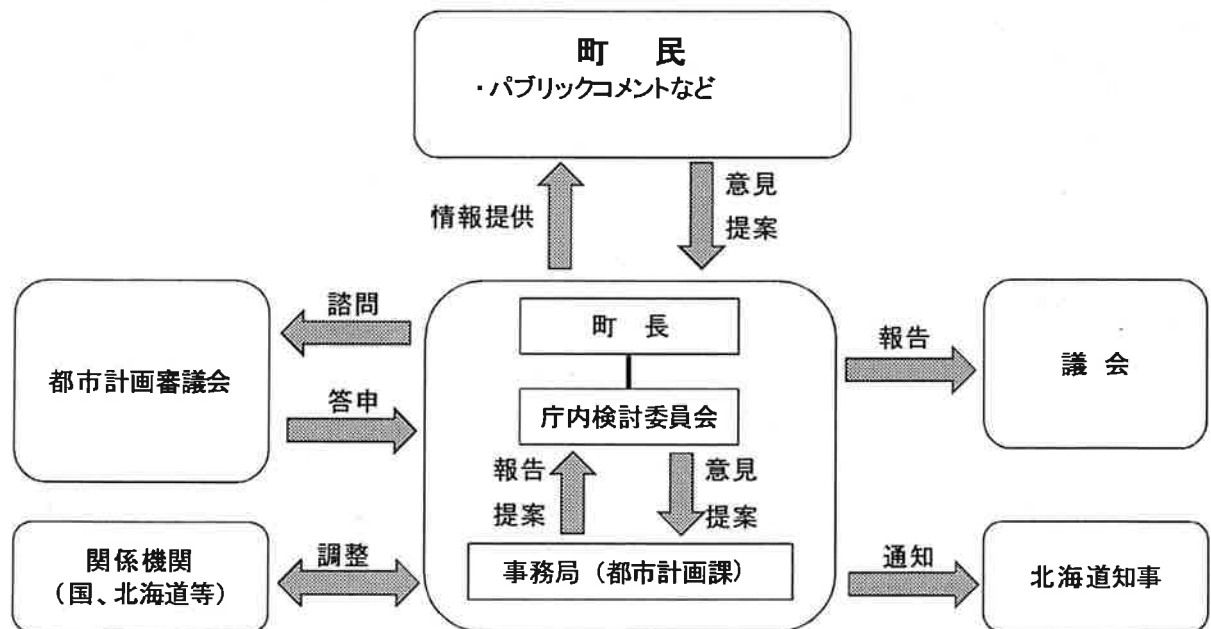 町　民
・パブリックコメントなど
情報提供
意見
提案
諮問
町　長
報告
議 会
都市計画審議会
答申
庁内検討委員会
報告
提案
意見
提案
関係機関
（国、北海道等）
調整
事務局（都市計画課）
通知
北海道知事